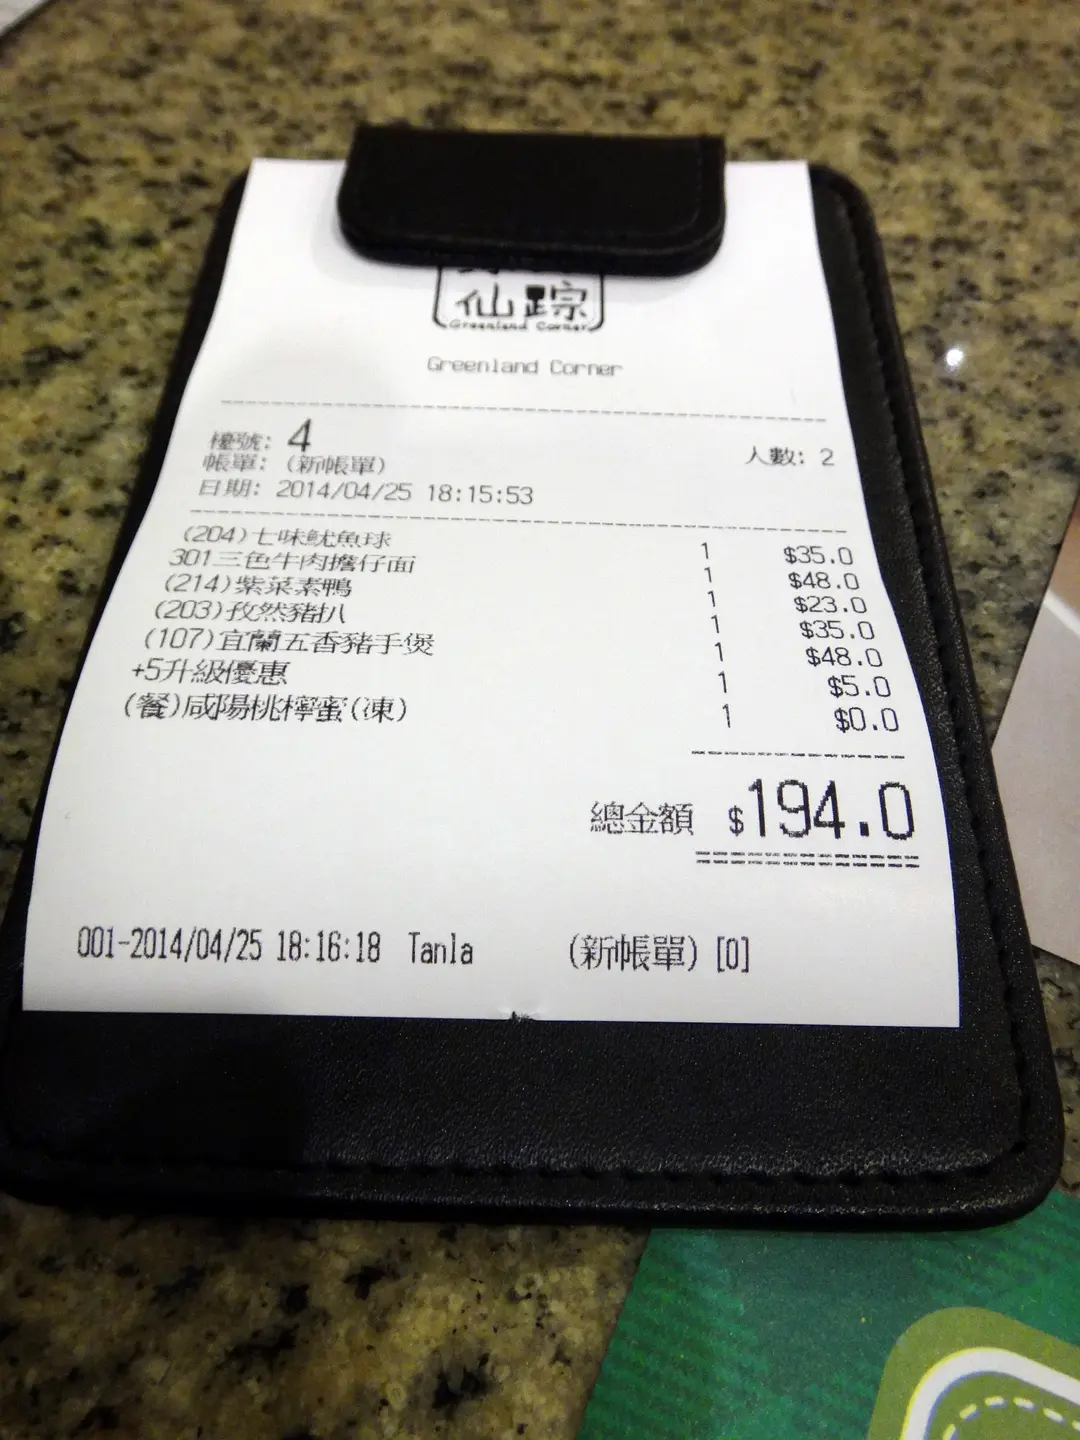 仙踪
Greenland Corner
Greenland Corner
檯號: 4
人數: 2
帳單: (新帳單)
日期: 2014/04/25 18:15:53
(204)七味魷魚球 1 $35.0
301三色牛肉擔仔面 1 $48.0
(214)紫菜素鴨 1 $23.0
(203)孜然豬扒 1 $35.0
(107)宜蘭五香豬手煲 1 $48.0
+5升級優惠 1 $5.0
(餐)咸陽桃檸蜜(凍) 1 $0.0
總金額 $194.0
001-2014/04/25 18:16:18 Tanla (新帳單) [0]